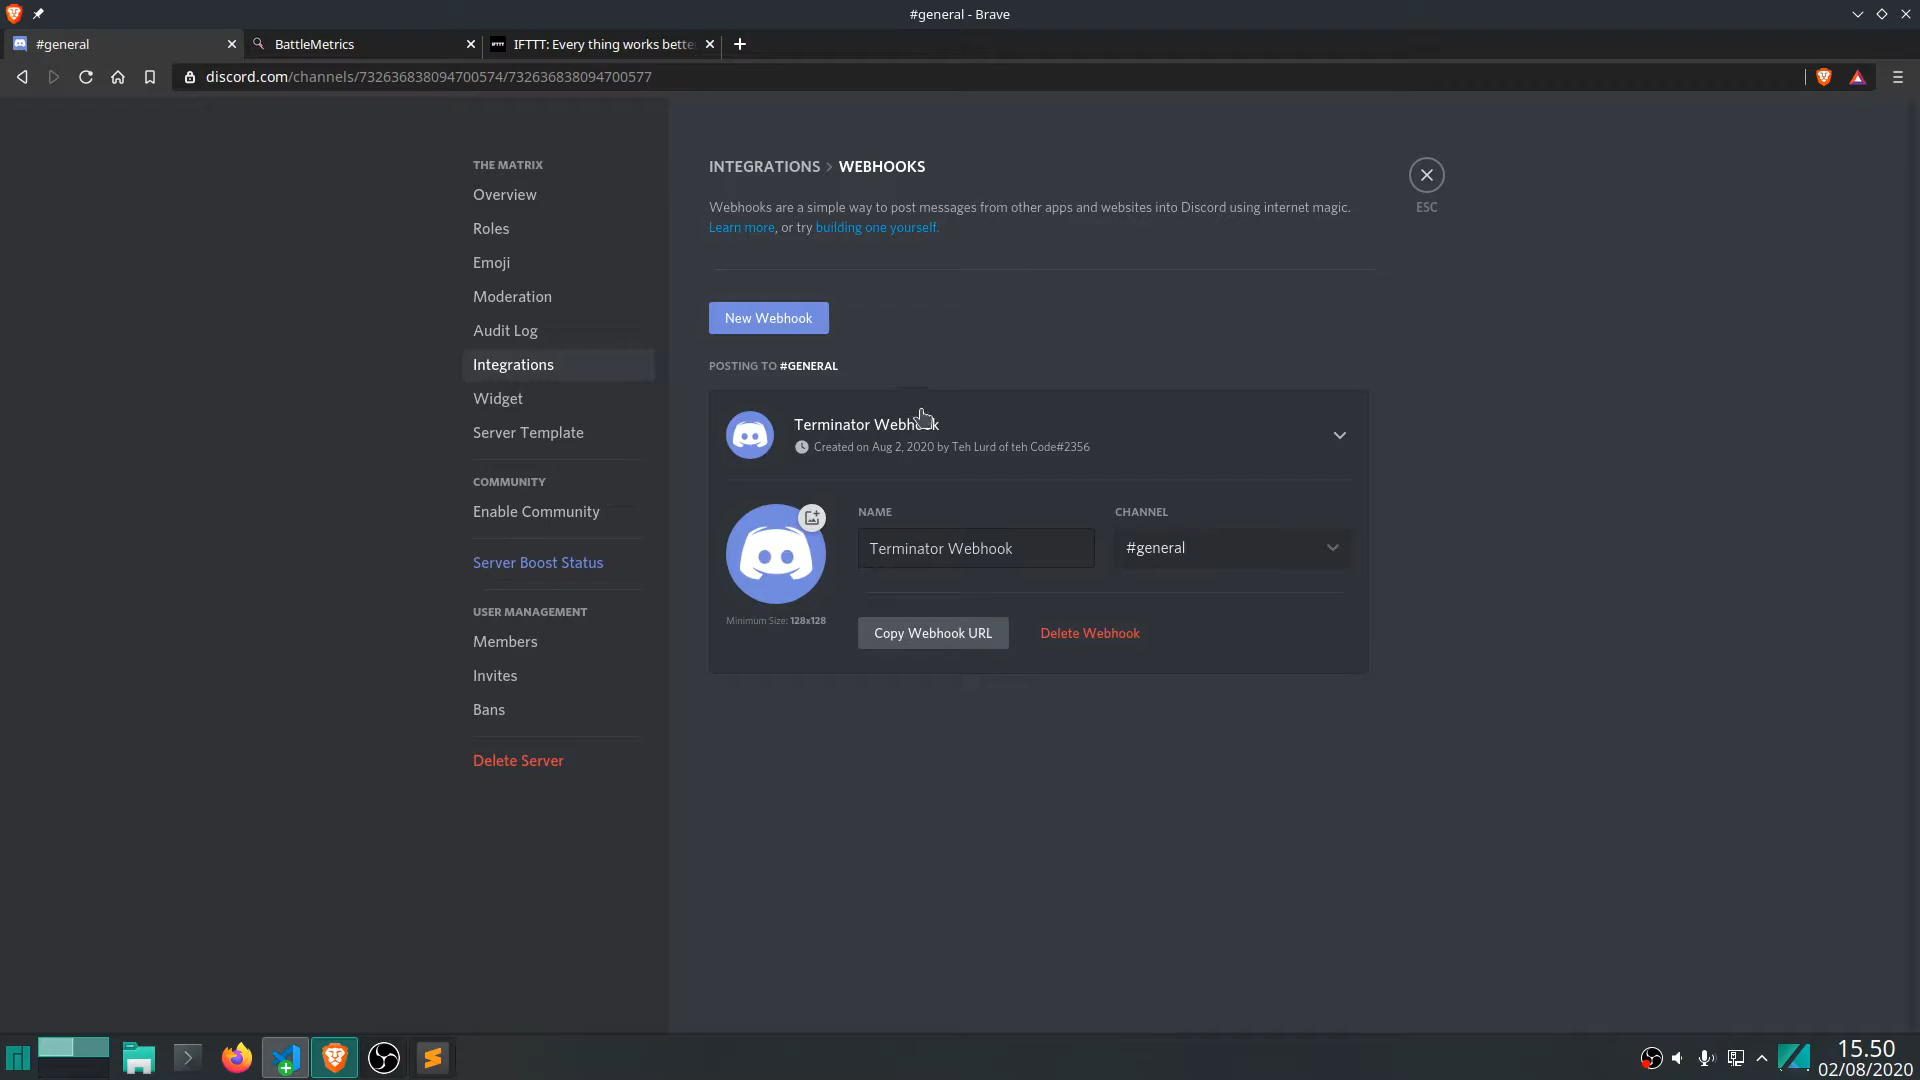 #general - Brave
#general
BattleMetrics
IFTTT: Every thing works bette
discord.com/channels/732636838094700574/732636838094700577
THE MATRIX
Overview
Roles
Emoji
Moderation
Audit Log
Integrations
Widget
Server Template
COMMUNITY
Enable Community
Server Boost Status
USER MANAGEMENT
Members
Invites
Bans
Delete Server
INTEGRATIONS > WEBHOOKS
Webhooks are a simple way to post messages from other apps and websites into Discord using internet magic.
Learn more, or try building one yourself.
ESC
New Webhook
POSTING TO #GENERAL
Terminator Webhook
Created on Aug 2, 2020 by Teh Lurd of teh Code#2356
NAME
CHANNEL
Terminator Webhook
#general
Minimum Size: 128x128
Copy Webhook URL
Delete Webhook
15.50
02/08/2020